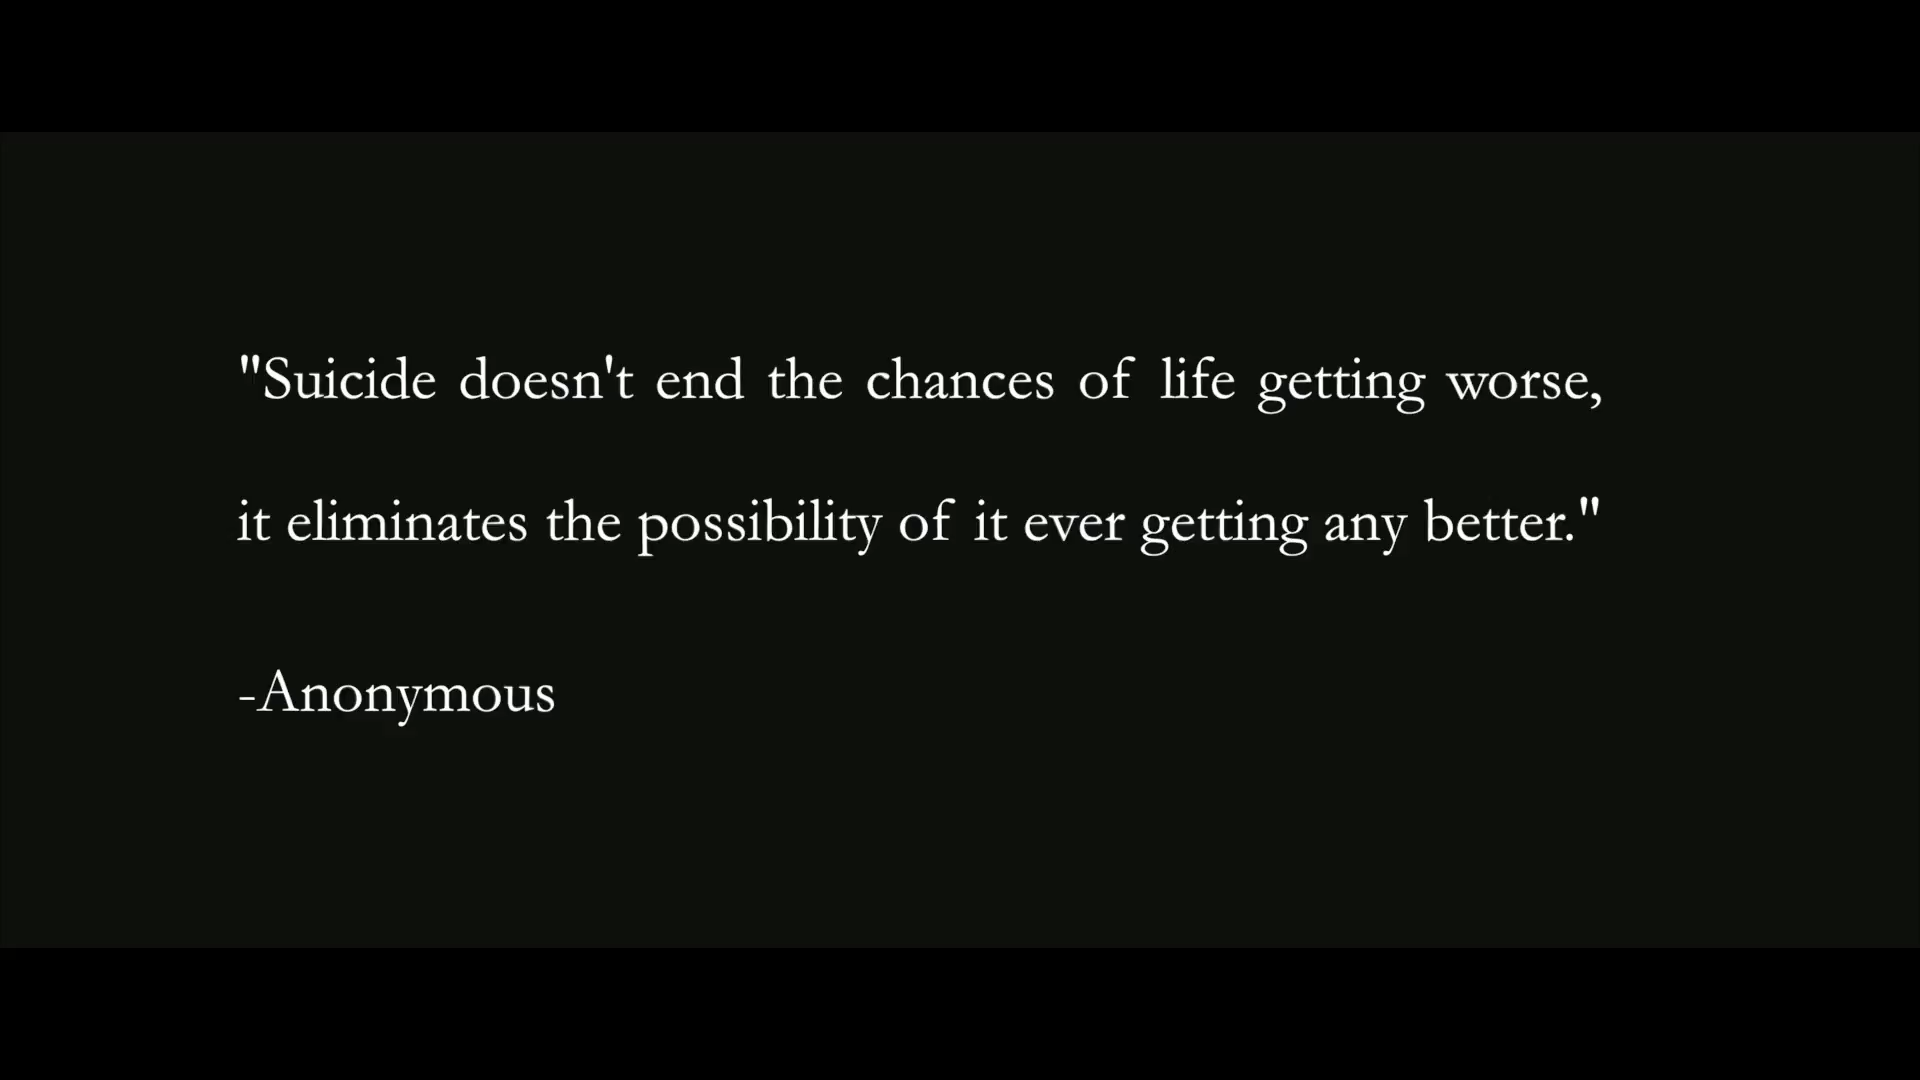 "Suicide doesn't end the chances of life getting worse,
it eliminates the possibility of it ever getting any better."
-Anonymous